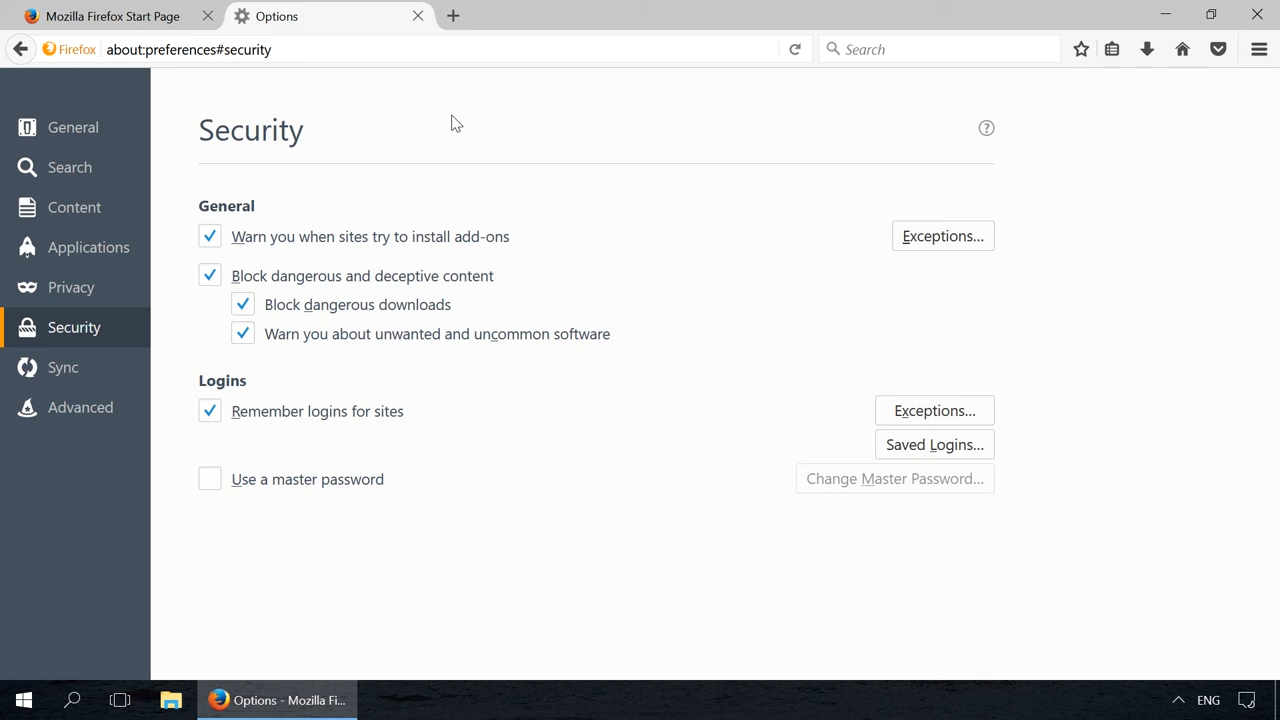 Mozilla Firefox Start Page
Options
Firefox
about:preferences#security
Search
General
Search
Content
Applications
Privacy
Security
Sync
Advanced
Security
?
General
Warn you when sites try to install add-ons
Exceptions...
Block dangerous and deceptive content
Block dangerous downloads
Warn you about unwanted and uncommon software
Logins
Remember logins for sites
Exceptions...
Saved Logins...
Use a master password
Change Master Password...
Options - Mozilla Fi...
ENG